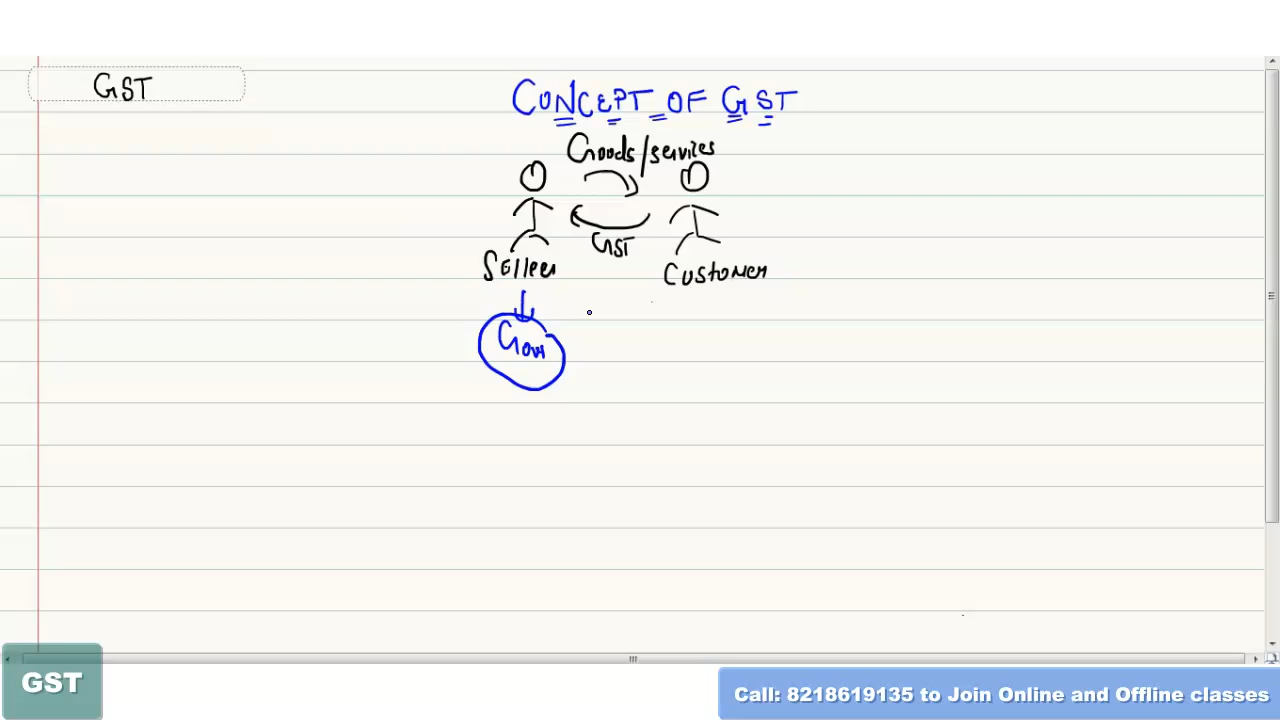 GST
CONCEPT OF GST
Goods/services
GST
Seller
Customer
Govt
GST
Call: 8218619135 to Join Online and Offline classes